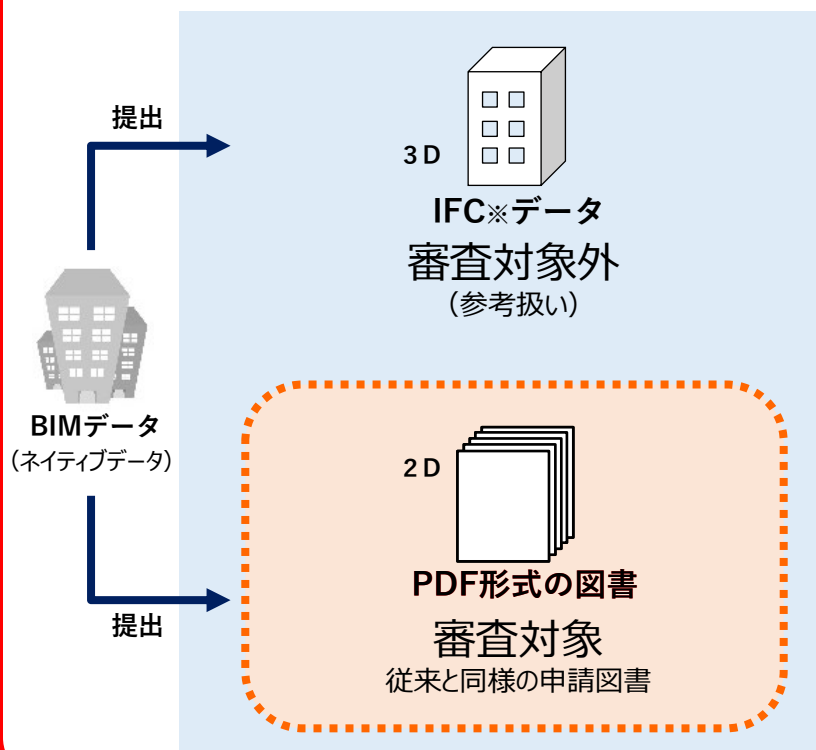 提出
3D
IFC※データ
審査対象外
（参考扱い）
BIMデータ
（ネイティブデータ）
2D
PDF形式の図書
審査対象
従来と同様の申請図書
提出